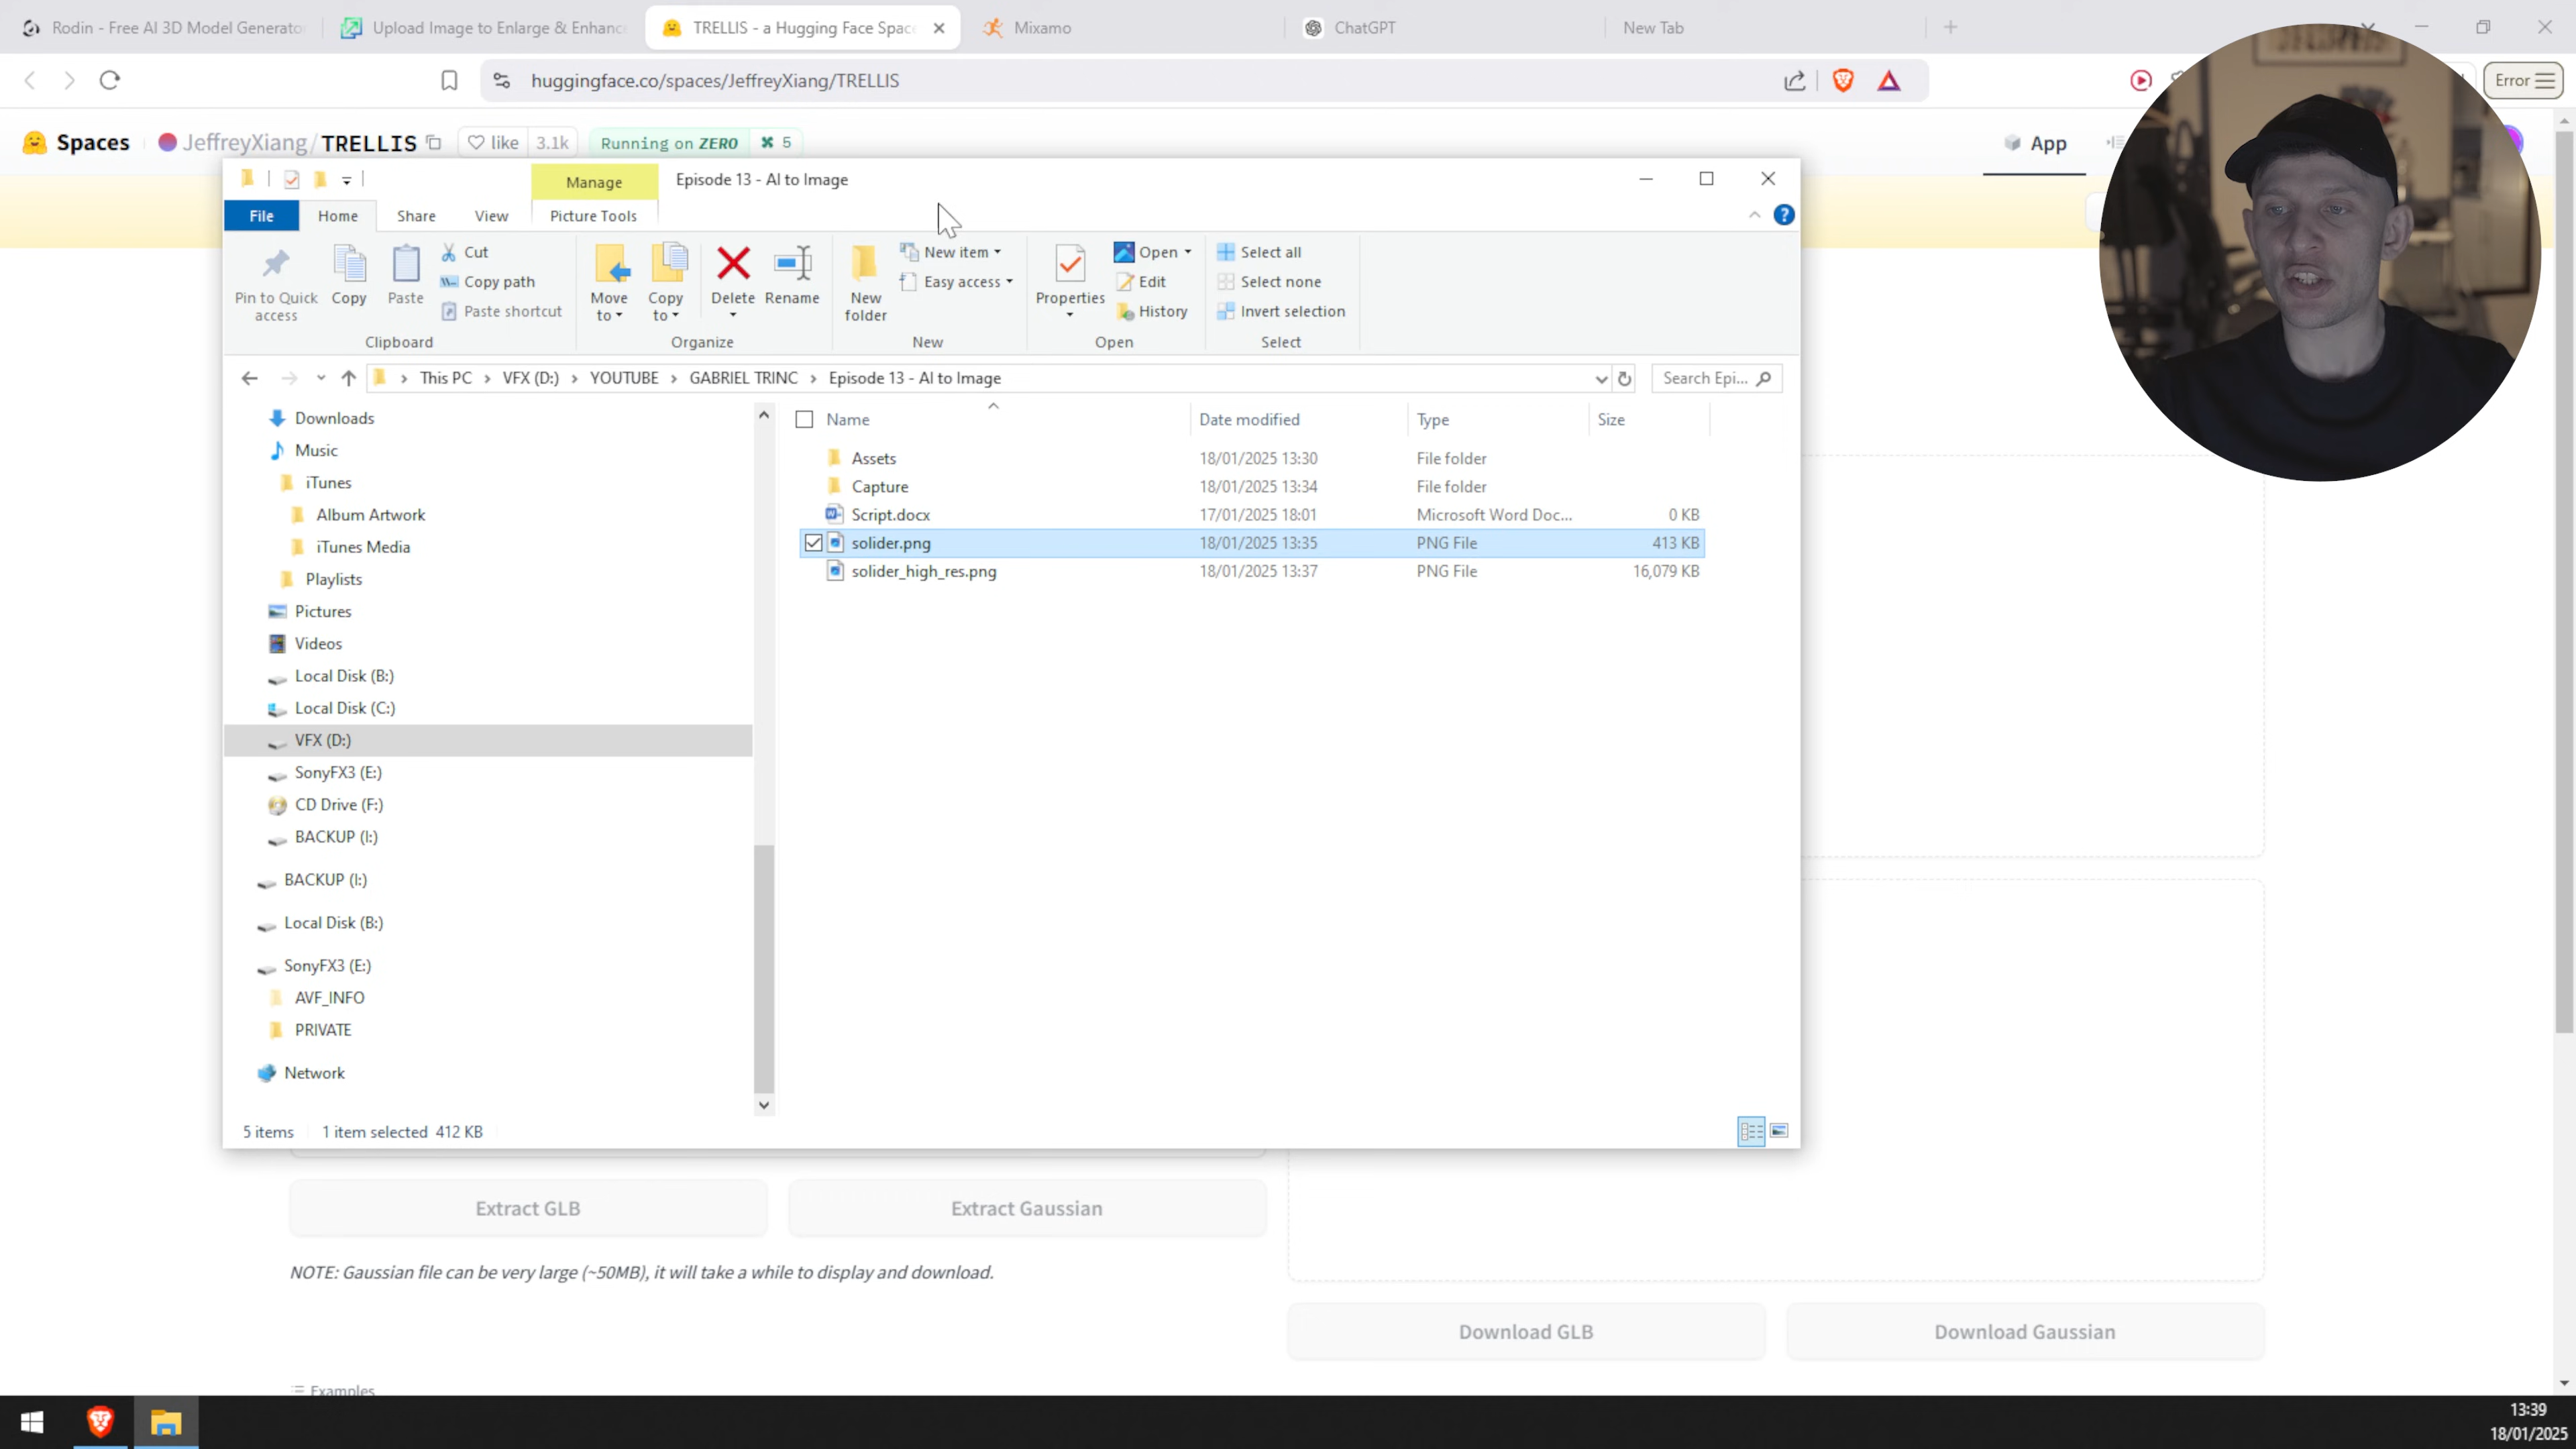 Rodin - Free AI 3D Model Generato
Upload Image to Enlarge & Enhanc
TRELLIS - a Hugging Face Spac
Mixamo
ChatGPT
New Tab
huggingface.co/spaces/JeffreyXiang/TRELLIS
Error
Spaces
JeffreyXiang/TRELLIS
like
3.1k
Running on ZERO
5
App
Manage
Episode 13 - AI to Image
File
Home
Share
View
Picture Tools
Pin to Quick access
Copy
Paste
Cut
Copy path
Paste shortcut
Move to
Copy to
Delete
Rename
New folder
New item
Easy access
Properties
Open
Edit
History
Select all
Select none
Invert selection
Clipboard
Organize
New
Open
Select
This PC > VFX (D:) > YOUTUBE > GABRIEL TRINC > Episode 13 - AI to Image
Search Epi...
Downloads
Music
iTunes
Album Artwork
iTunes Media
Playlists
Pictures
Videos
Local Disk (B:)
Local Disk (C:)
VFX (D:)
SonyFX3 (E:)
CD Drive (F:)
BACKUP (I:)
BACKUP (I:)
Local Disk (B:)
SonyFX3 (E:)
AVF_INFO
PRIVATE
Network
Name Date modified Type Size
Assets 18/01/2025 13:30 File folder
Capture 18/01/2025 13:34 File folder
Script.docx 17/01/2025 18:01 Microsoft Word Doc... 0 KB
solider.png 18/01/2025 13:35 PNG File 413 KB
solider_high_res.png 18/01/2025 13:37 PNG File 16,079 KB
5 items 1 item selected 412 KB
Extract GLB
Extract Gaussian
NOTE: Gaussian file can be very large (~50MB), it will take a while to display and download.
Download GLB
Download Gaussian
Examples
13:39
18/01/2025